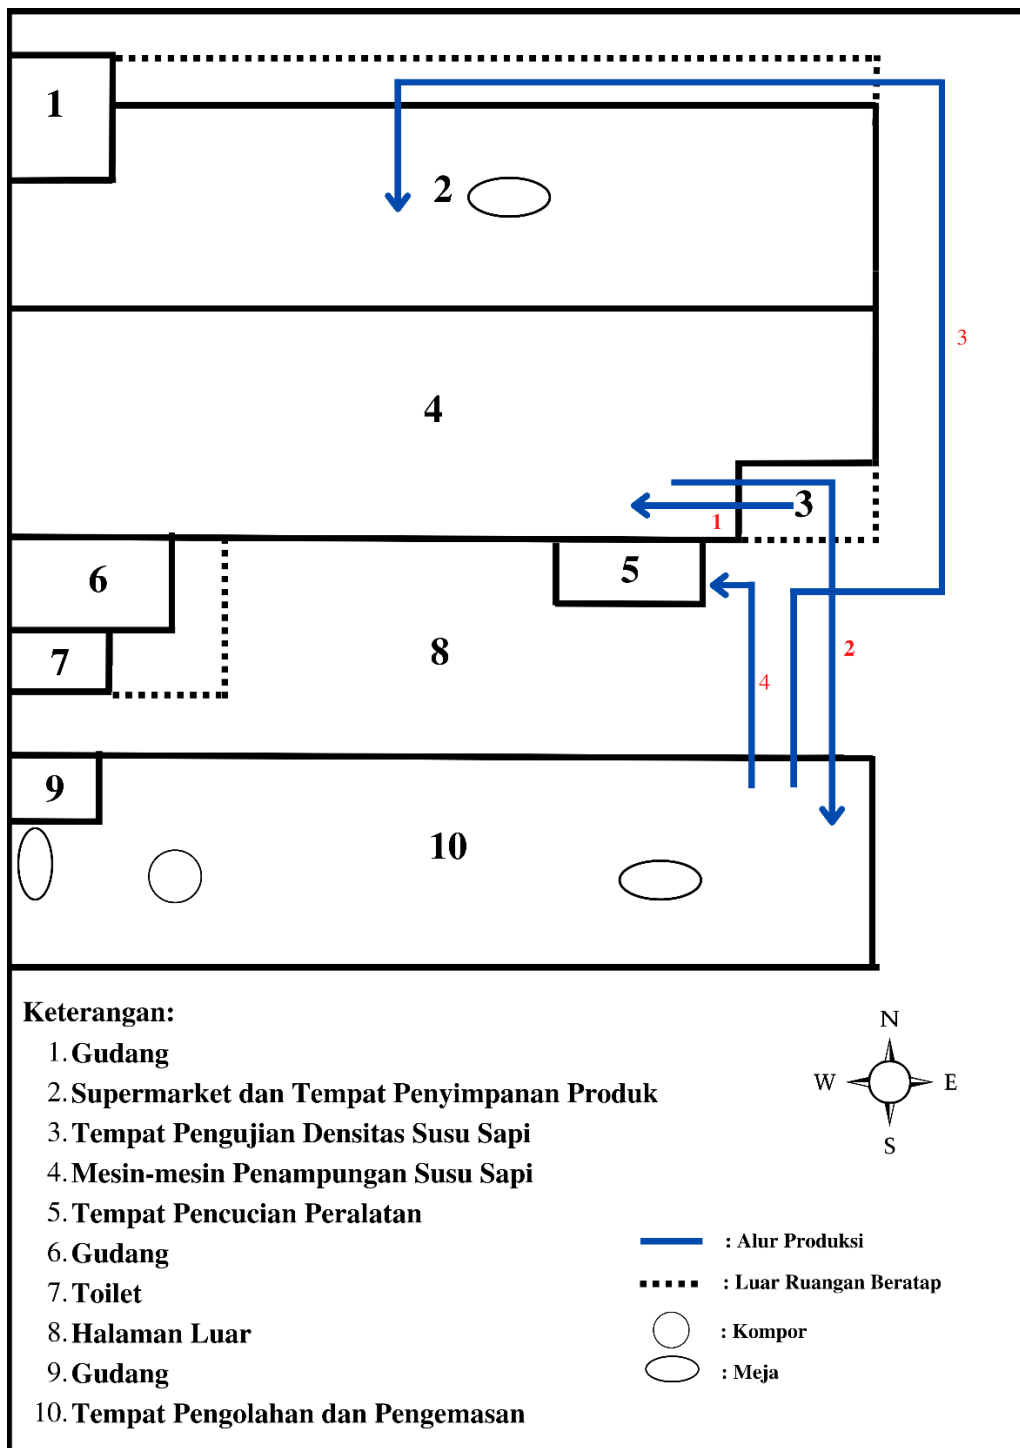 1
2
3
4
3
1
5
6
8
7
2
4
9
10
Keterangan:
1. Gudang
2. Supermarket dan Tempat Penyimpanan Produk
3. Tempat Pengujian Densitas Susu Sapi
4. Mesin-mesin Penampungan Susu Sapi
5. Tempat Pencucian Peralatan
6. Gudang
7. Toilet
8. Halaman Luar
9. Gudang
10. Tempat Pengolahan dan Pengemasan
N
W E
S
: Alur Produksi
: Luar Ruangan Beratap
: Kompor
: Meja